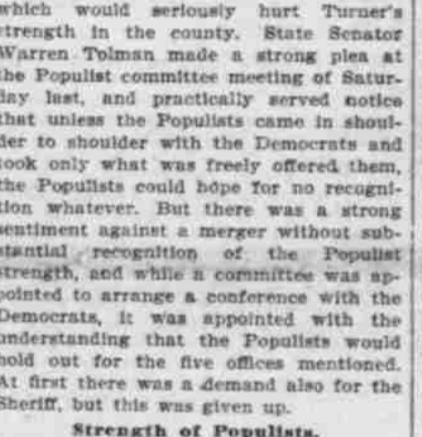 which would seriously hurt Turner's
strength in the county. State Senator
Warren Tolman made a strong plea at
the Populist committee meeting of Satur-
day last, and practically served notice
that unless the Populists came in shoul-
der to shoulder with the Democrats and
took only what was freely offered them,
the Populists could hope for no recogni-
tion whatever. But there was a strong
sentiment against a merger without sub-
stantial recognition of the Populist
strength, and while a committee was ap-
pointed to arrange a conference with the
Democrats, it was appointed with the
understanding that the Populists would
hold out for the five offices mentioned.
At first there was a demand also for the
Sheriff, but this was given up.
Strength of Populists.